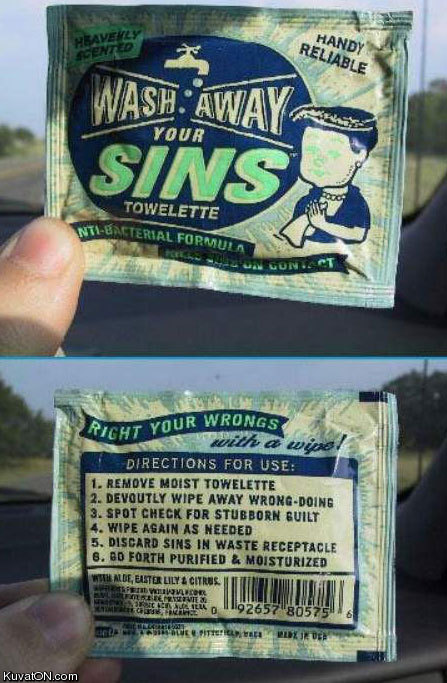 HEAVENLY
SCENTED
HANDY
RELIABLE
WASH AWAY
YOUR
SINS
TOWELETTE
NTI-BACTERIAL FORMULA
ON CONTACT
RIGHT YOUR WRONGS
with a wipe!
DIRECTIONS FOR USE:
1. REMOVE MOIST TOWELETTE
2. DEVOUTLY WIPE AWAY WRONG-DOING
3. SPOT CHECK FOR STUBBORN GUILT
4. WIPE AGAIN AS NEEDED
5. DISCARD SINS IN WASTE RECEPTACLE
6. GO FORTH PURIFIED & MOISTURIZED
WITH ALOE, EASTER LILY & CITRUS.
92657 80575 6
MADE IN USA
KuvatON.com